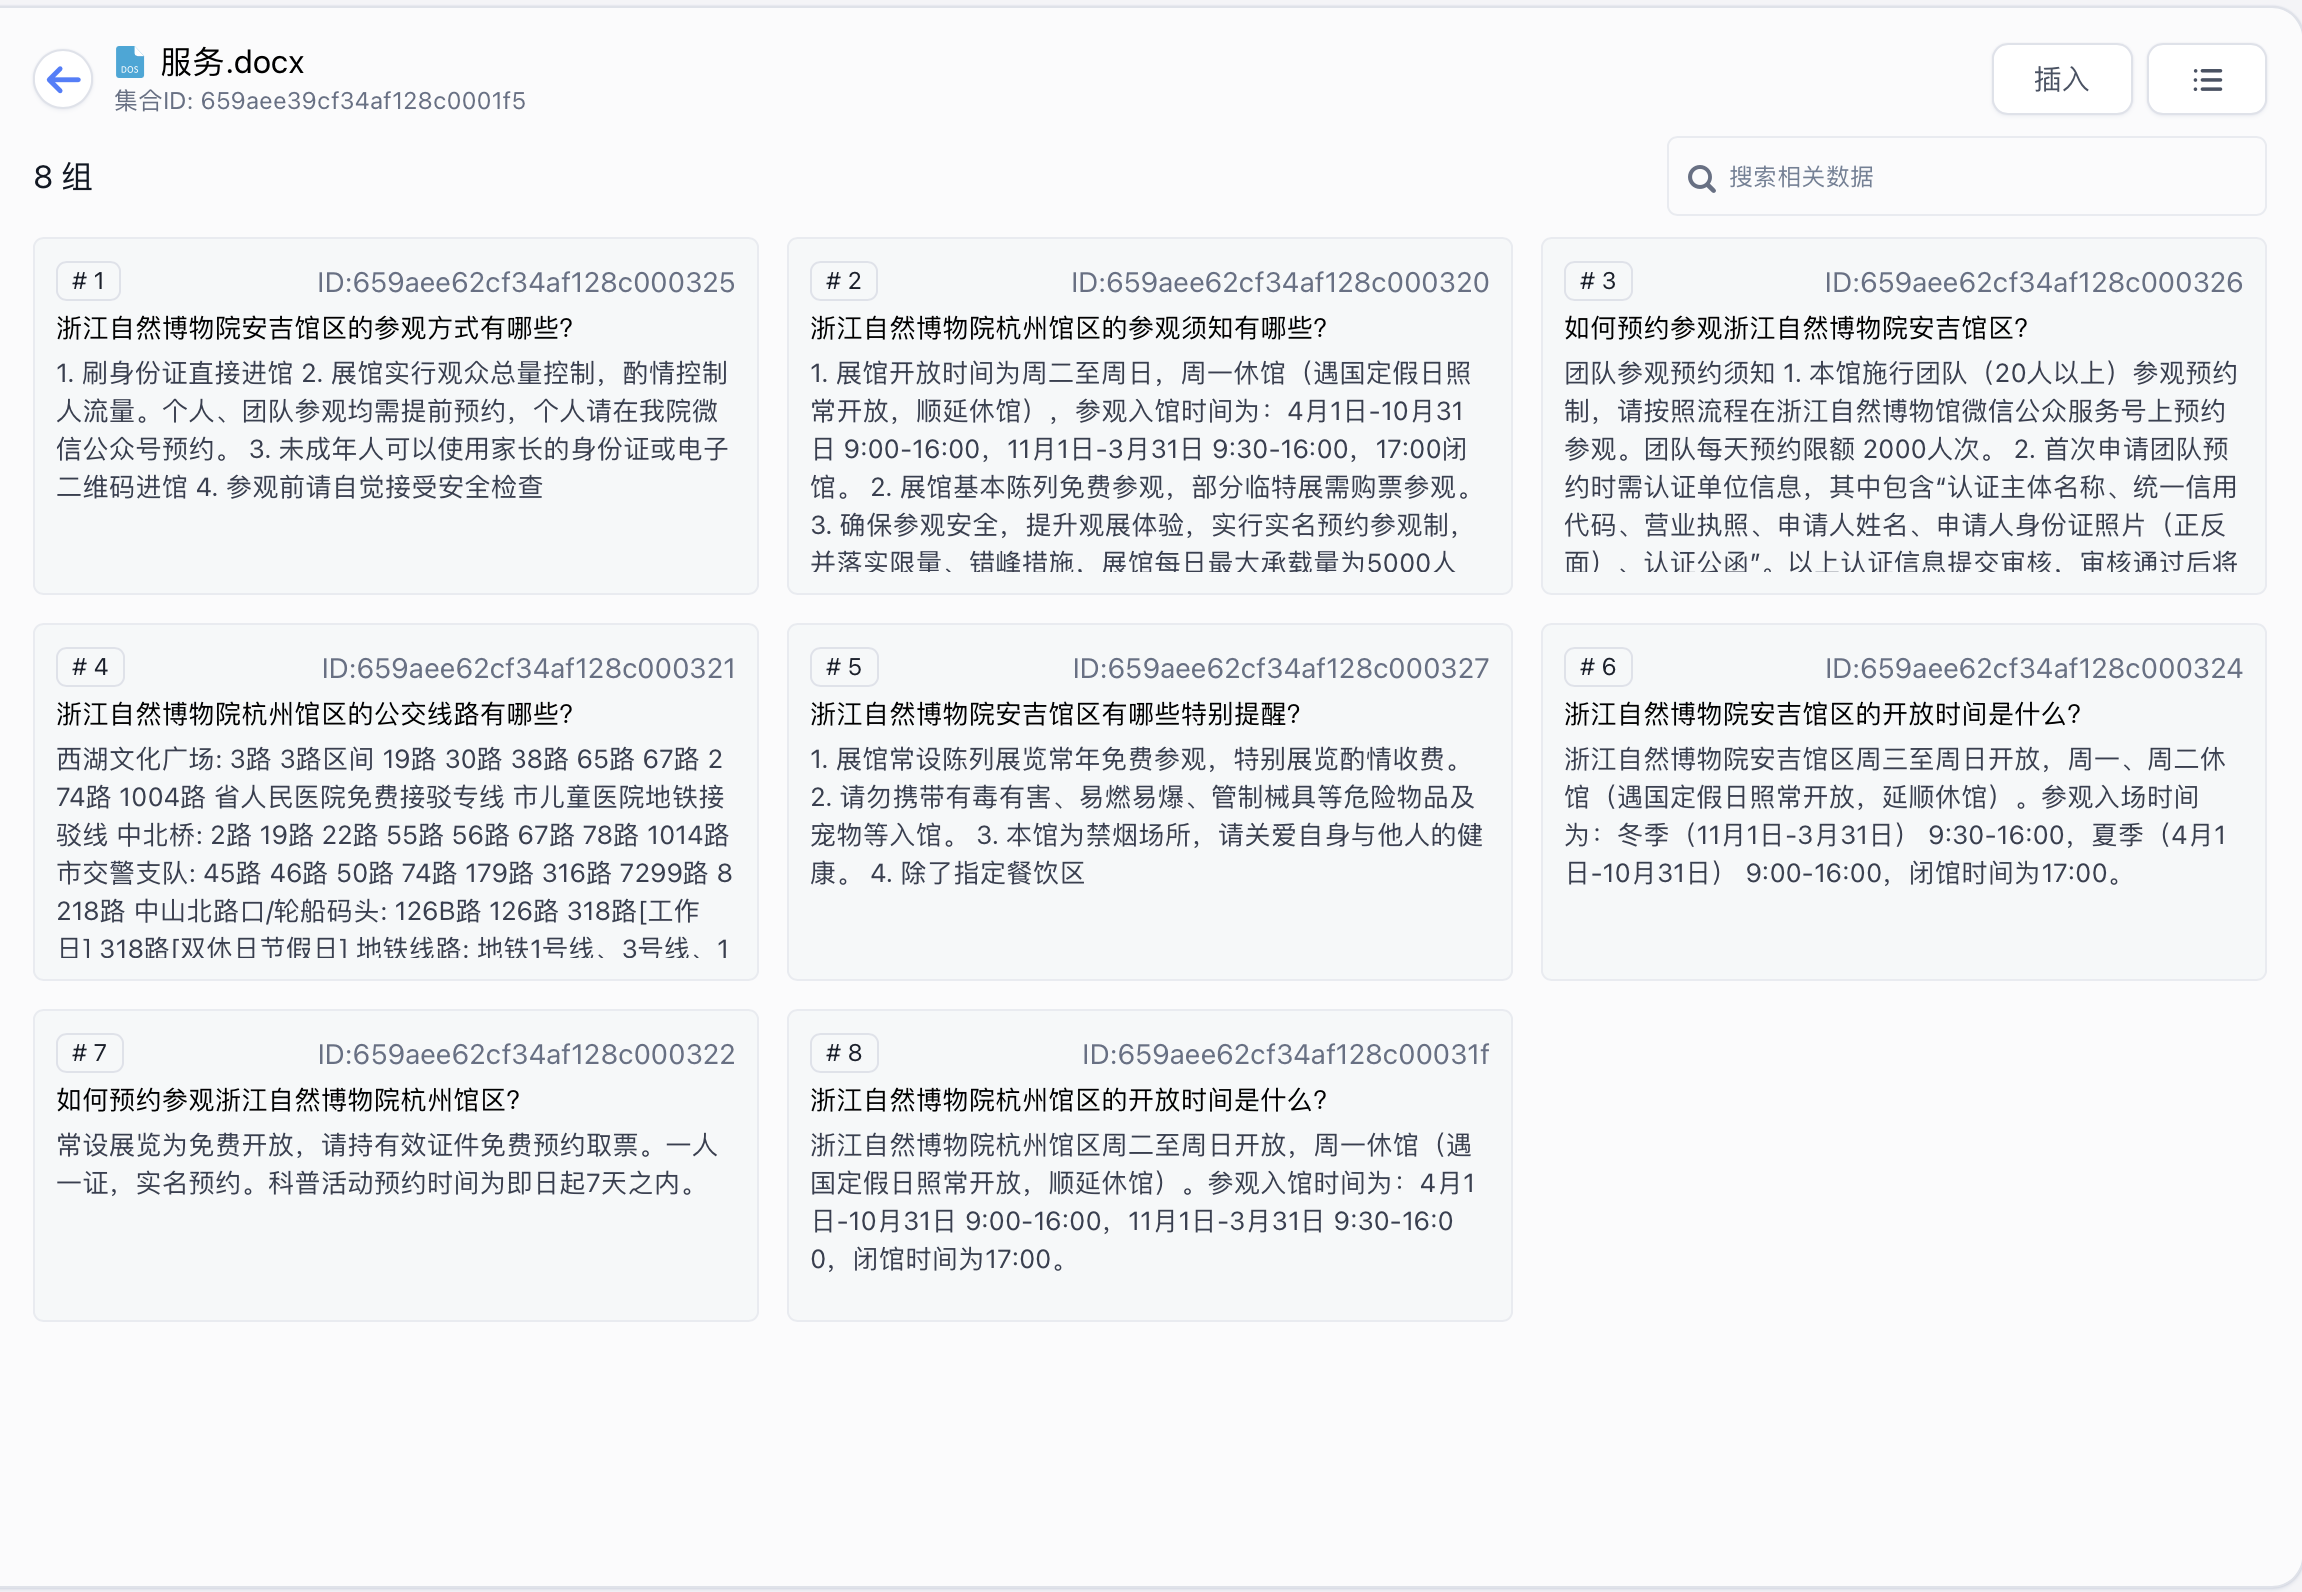 服务.docx
DOS
集合ID: 659aee39cf34af128c0001f5
插入
8 组
搜索相关数据
# 1
ID:659aee62cf34af128c000325
浙江自然博物院安吉馆区的参观方式有哪些?
1. 刷身份证直接进馆 2. 展馆实行观众总量控制，酌情控制
人流量。个人、团队参观均需提前预约，个人请在我院微
信公众号预约。 3. 未成年人可以使用家长的身份证或电子
二维码进馆 4. 参观前请自觉接受安全检查
# 2
ID:659aee62cf34af128c000320
浙江自然博物院杭州馆区的参观须知有哪些?
1. 展馆开放时间为周二至周日，周一休馆（遇国定假日照
常开放，顺延休馆），参观入馆时间为：4月1日-10月31
日 9:00-16:00，11月1日-3月31日 9:30-16:00，17:00闭
馆。 2. 展馆基本陈列免费参观，部分临特展需购票参观。
3. 确保参观安全，提升观展体验，实行实名预约参观制，
并落实限量、错峰措施，展馆每日最大承载量为5000人
# 3
ID:659aee62cf34af128c000326
如何预约参观浙江自然博物院安吉馆区?
团队参观预约须知 1. 本馆施行团队（20人以上）参观预约
制，请按照流程在浙江自然博物馆微信公众服务号上预约
参观。团队每天预约限额 2000人次。 2. 首次申请团队预
约时需认证单位信息，其中包含“认证主体名称、统一信用
代码、营业执照、申请人姓名、申请人身份证照片（正反
面）、认证公函”。以上认证信息提交审核，审核通过后将
# 4
ID:659aee62cf34af128c000321
浙江自然博物院杭州馆区的公交线路有哪些?
西湖文化广场: 3路 3路区间 19路 30路 38路 65路 67路 2
74路 1004路 省人民医院免费接驳专线 市儿童医院地铁接
驳线 中北桥: 2路 19路 22路 55路 56路 67路 78路 1014路
市交警支队: 45路 46路 50路 74路 179路 316路 7299路 8
218路 中山北路口/轮船码头: 126B路 126路 318路[工作
日] 318路[双休日节假日] 地铁线路: 地铁1号线、3号线、1
# 5
ID:659aee62cf34af128c000327
浙江自然博物院安吉馆区有哪些特别提醒?
1. 展馆常设陈列展览常年免费参观，特别展览酌情收费。
2. 请勿携带有毒有害、易燃易爆、管制械具等危险物品及
宠物等入馆。 3. 本馆为禁烟场所，请关爱自身与他人的健
康。 4. 除了指定餐饮区
# 6
ID:659aee62cf34af128c000324
浙江自然博物院安吉馆区的开放时间是什么?
浙江自然博物院安吉馆区周三至周日开放，周一、周二休
馆（遇国定假日照常开放，延顺休馆）。参观入场时间
为：冬季（11月1日-3月31日） 9:30-16:00，夏季（4月1
日-10月31日） 9:00-16:00，闭馆时间为17:00。
# 7
ID:659aee62cf34af128c000322
如何预约参观浙江自然博物院杭州馆区?
常设展览为免费开放，请持有效证件免费预约取票。一人
一证，实名预约。科普活动预约时间为即日起7天之内。
# 8
ID:659aee62cf34af128c00031f
浙江自然博物院杭州馆区的开放时间是什么?
浙江自然博物院杭州馆区周二至周日开放，周一休馆（遇
国定假日照常开放，顺延休馆）。参观入馆时间为：4月1
日-10月31日 9:00-16:00，11月1日-3月31日 9:30-16:0
0，闭馆时间为17:00。